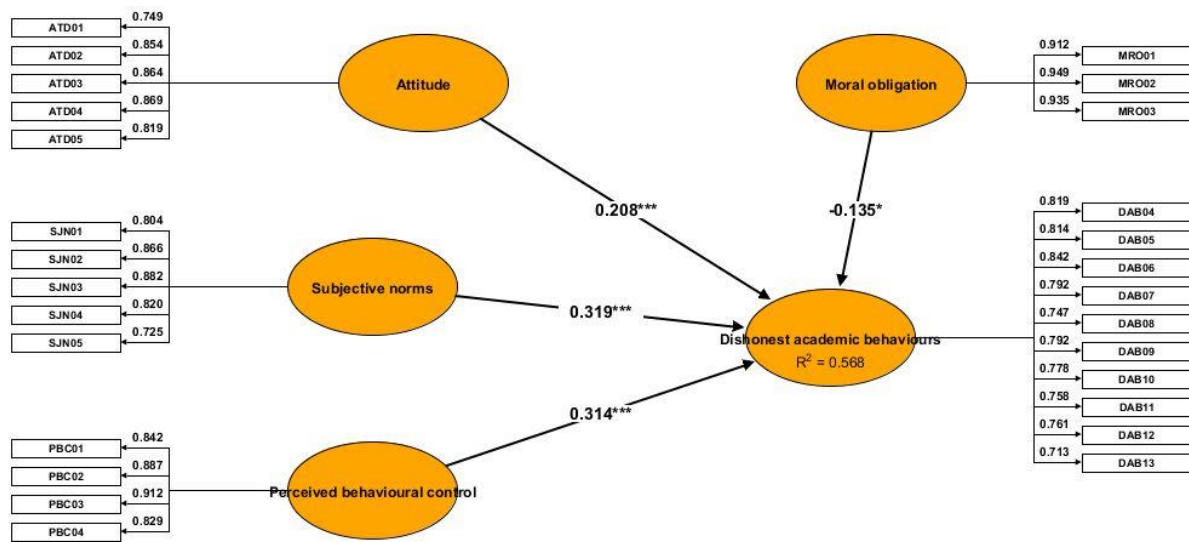 0.749
ATD01
0.854
ATD02
0.864
ATD03
0.869
ATD04
0.819
ATD05
Attitude
Moral obligation
0.912
MRO01
0.949
MRO02
0.935
MRO03
0.208***
-0.135*
0.804
SJN01
0.866
SJN02
0.882
SJN03
0.820
SJN04
0.725
SJN05
Subjective norms
0.319***
Dishonest academic behaviours
R² = 0.568
0.819
DAB04
0.814
DAB05
0.842
DAB06
0.792
DAB07
0.747
DAB08
0.792
DAB09
0.778
DAB10
0.758
DAB11
0.761
DAB12
0.713
DAB13
0.314***
0.842
PBC01
0.887
PBC02
0.912
PBC03
0.829
PBC04
Perceived behavioural control